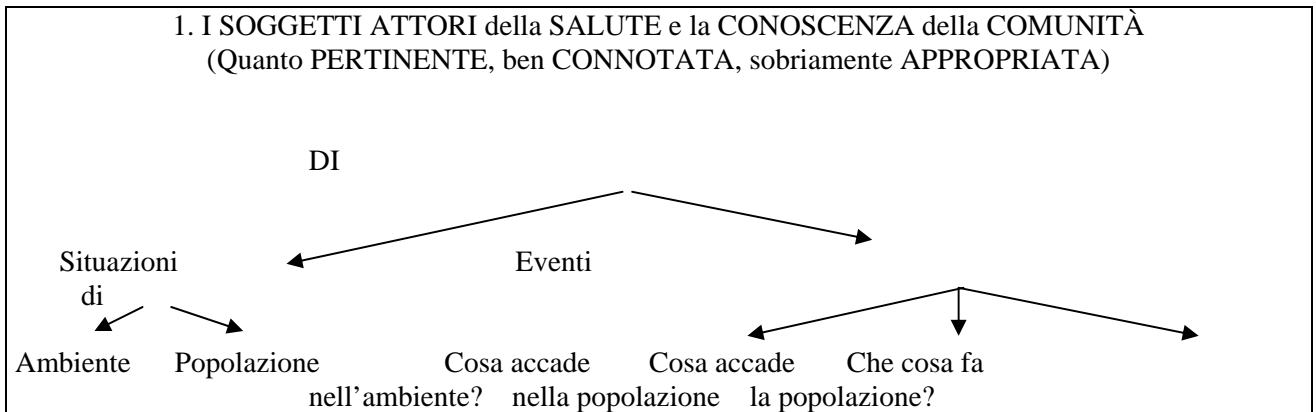 1. I SOGGETTI ATTORI della SALUTE e la CONOSCENZA della COMUNITÀ
(Quanto PERTINENTE, ben CONNOTATA, sobriamente APPROPRIATA)
DI
Situazioni Eventi
di
Ambiente Popolazione Cosa accade Cosa accade Che cosa fa
nell’ambiente? nella popolazione la popolazione?